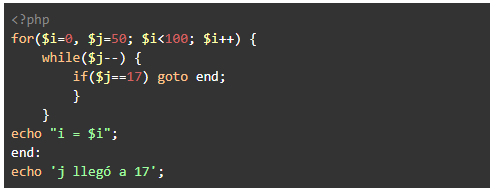 <?php
for($i=0, $j=50; $i<100; $i++) {
    while($j--) {
        if($j==17) goto end;
        }
    }
echo "i = $i";
end:
echo 'j llegó a 17';